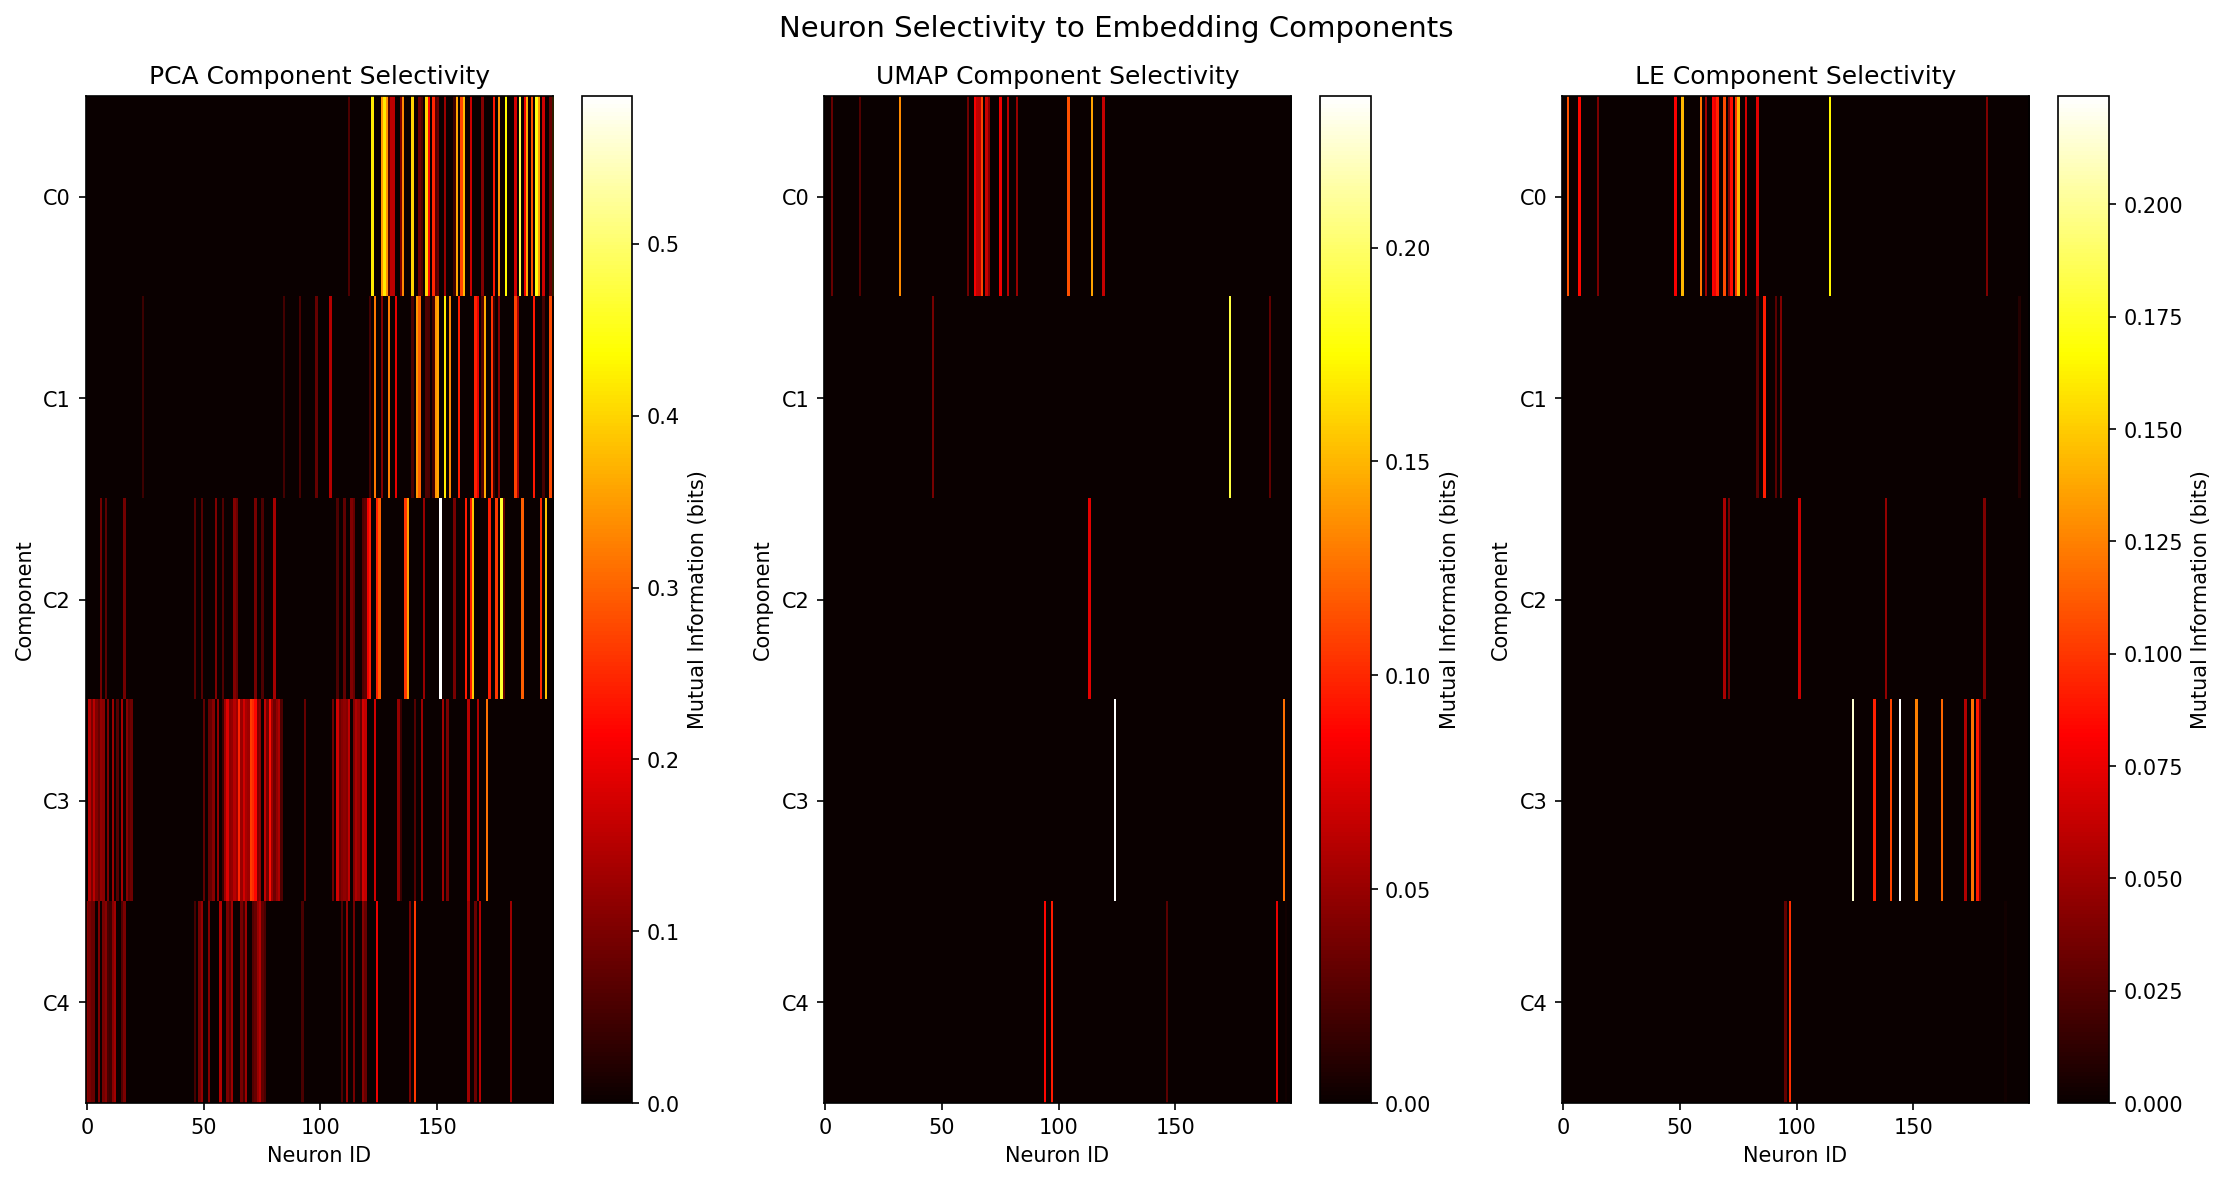 Neuron Selectivity to Embedding Components
PCA Component Selectivity
Component
C0
C1
C2
C3
C4
0
50
100
150
Neuron ID
0.5
0.4
0.3
0.2
0.1
0.0
Mutual Information (bits)
UMAP Component Selectivity
Component
C0
C1
C2
C3
C4
0
50
100
150
Neuron ID
0.20
0.15
0.10
0.05
0.00
Mutual Information (bits)
LE Component Selectivity
Component
C0
C1
C2
C3
C4
0
50
100
150
Neuron ID
0.200
0.175
0.150
0.125
0.100
0.075
0.050
0.025
0.000
Mutual Information (bits)